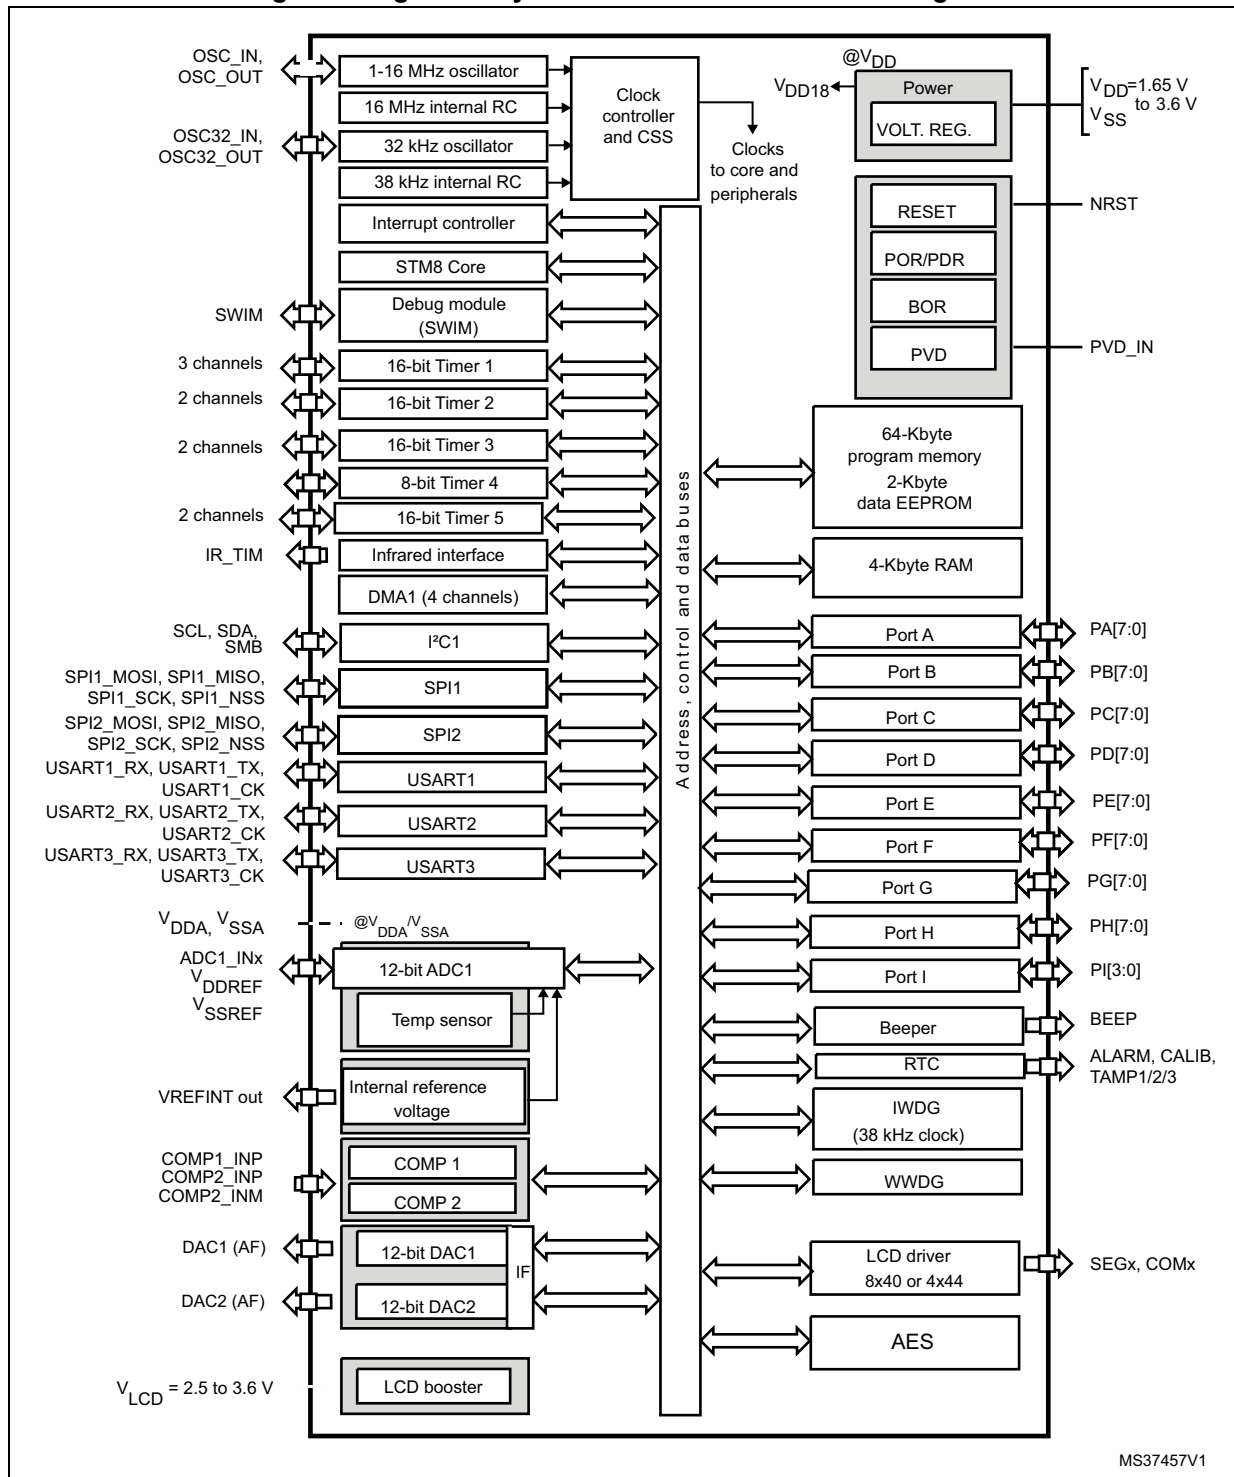 OSC_IN,
OSC_OUT
1-16 MHz oscillator
16 MHz internal RC
OSC32_IN,
OSC32_OUT
32 kHz oscillator
38 kHz internal RC
Clock
controller
and CSS
Clocks
to core and
peripherals
@VDD
VDD18
Power
VOLT. REG.
VDD=1.65 V
to 3.6 V
VSS
RESET
NRST
POR/PDR
BOR
PVD
PVD_IN
Interrupt controller
STM8 Core
SWIM
Debug module
(SWIM)
3 channels
16-bit Timer 1
2 channels
16-bit Timer 2
2 channels
16-bit Timer 3
8-bit Timer 4
2 channels
16-bit Timer 5
IR_TIM
Infrared interface
DMA1 (4 channels)
SCL, SDA,
SMB
I²C1
SPI1_MOSI, SPI1_MISO,
SPI1_SCK, SPI1_NSS
SPI1
SPI2_MOSI, SPI2_MISO,
SPI2_SCK, SPI2_NSS
SPI2
USART1_RX, USART1_TX,
USART1_CK
USART1
USART2_RX, USART2_TX,
USART2_CK
USART2
USART3_RX, USART3_TX,
USART3_CK
USART3
VDDA, VSSA
@VDDA/VSSA
ADC1_INx
VDDREF
VSSREF
12-bit ADC1
Temp sensor
VREFINT out
Internal reference
voltage
COMP1_INP
COMP2_INP
COMP2_INM
COMP 1
COMP 2
DAC1 (AF)
12-bit DAC1
IF
DAC2 (AF)
12-bit DAC2
VLCD = 2.5 to 3.6 V
LCD booster
Address, control and data buses
64-Kbyte
program memory
2-Kbyte
data EEPROM
4-Kbyte RAM
Port A
PA[7:0]
Port B
PB[7:0]
Port C
PC[7:0]
Port D
PD[7:0]
Port E
PE[7:0]
Port F
PF[7:0]
Port G
PG[7:0]
Port H
PH[7:0]
Port I
PI[3:0]
Beeper
BEEP
RTC
ALARM, CALIB,
TAMP1/2/3
IWDG
(38 kHz clock)
WWDG
LCD driver
8x40 or 4x44
SEGx, COMx
AES
MS37457V1